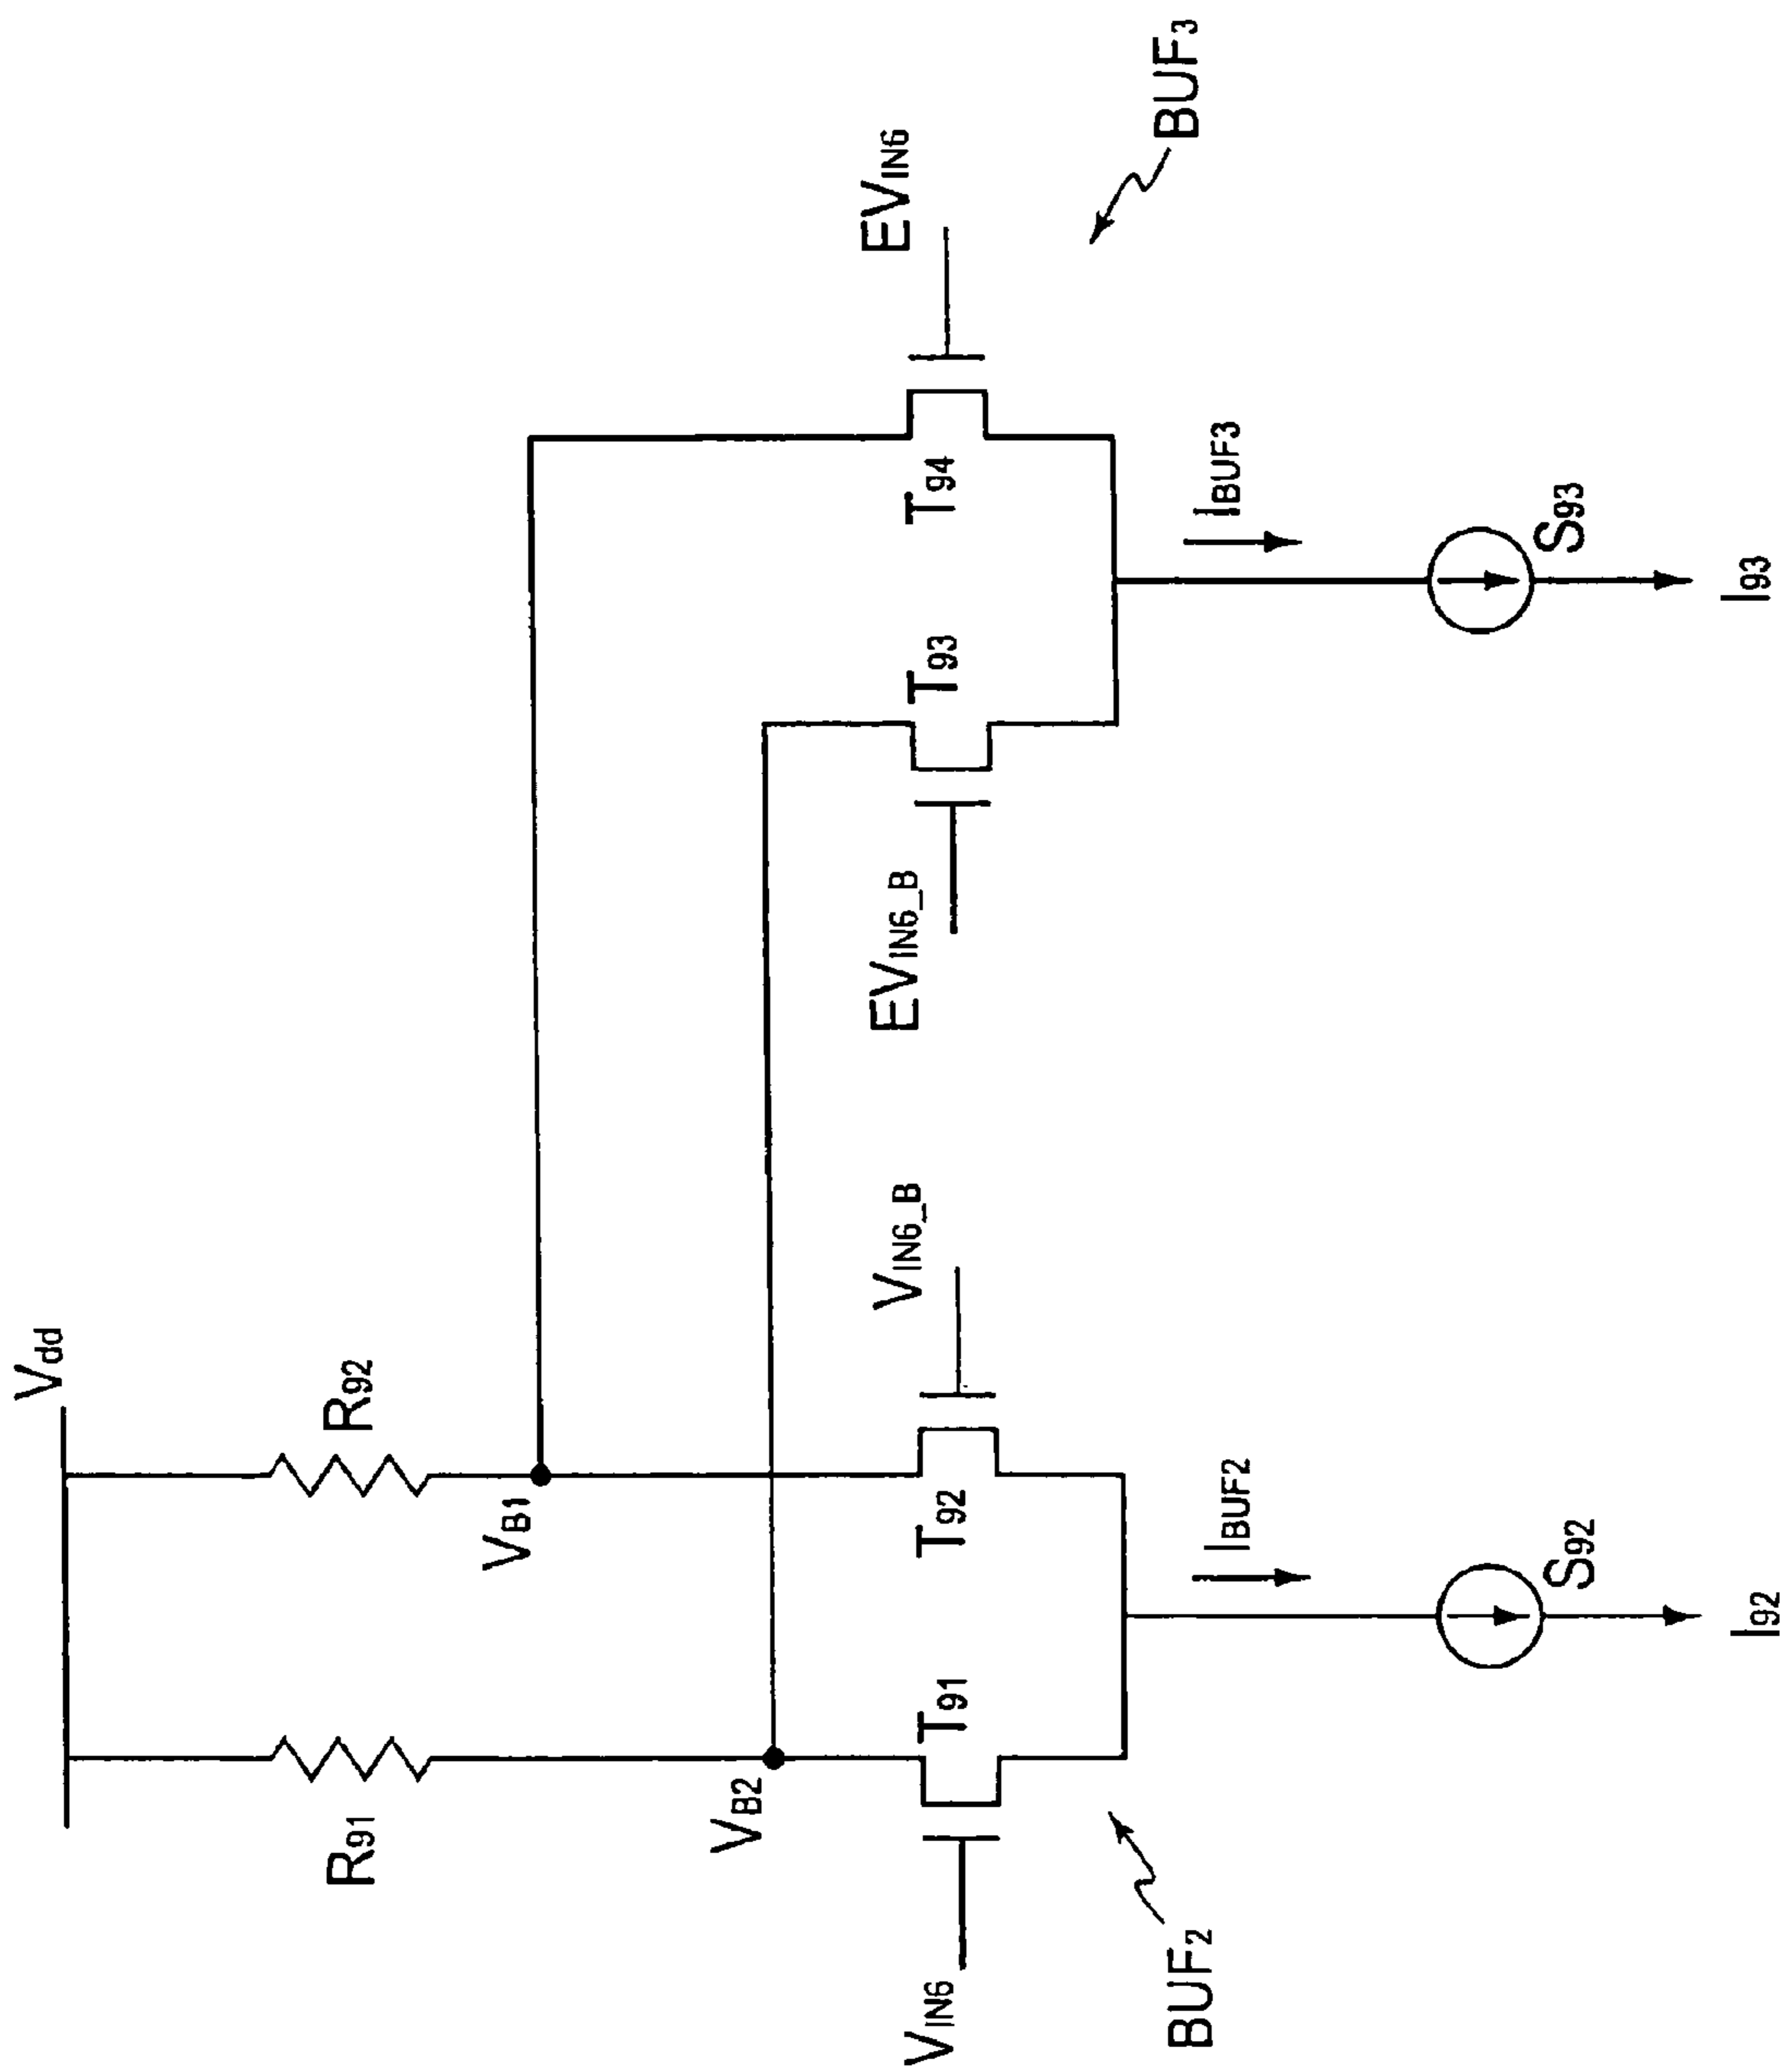 Vdd
R91
R92
VB1
VB2
VIN6
T91
T92
VIN6_B
EVIN6_B
T93
T94
EVIN6
BUF2
IBUF2
IBUF3
BUF3
S92
S93
I92
I93